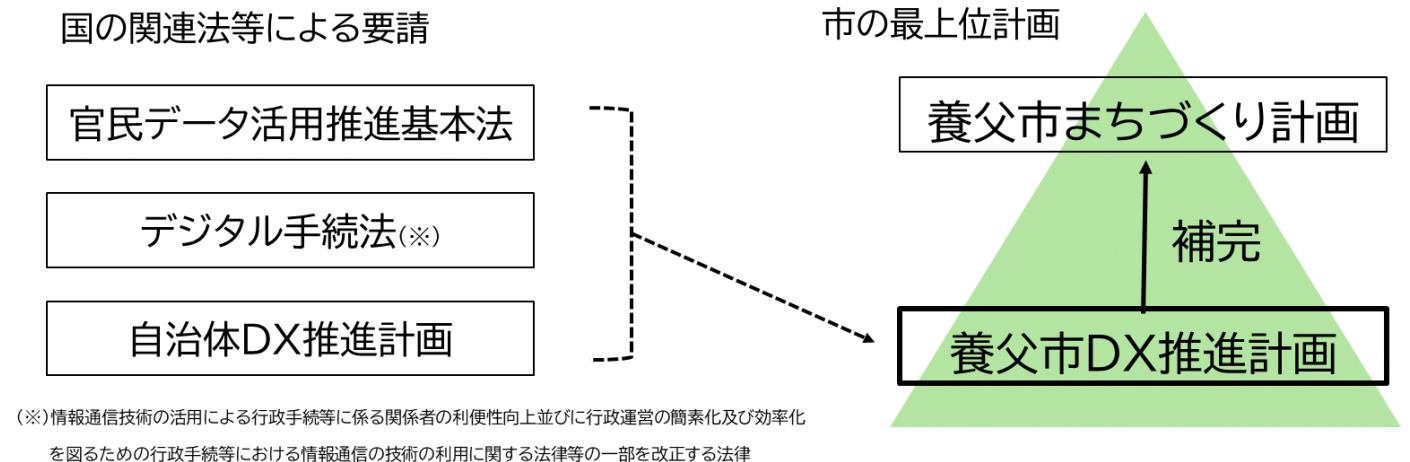 国の関連法等による要請
官民データ活用推進基本法
デジタル手続法(※)
自治体DX推進計画
(※)情報通信技術の活用による行政手続等に係る関係者の利便性向上並びに行政運営の簡素化及び効率化
を図るための行政手続等における情報通信の技術の利用に関する法律等の一部を改正する法律
市の最上位計画
養父市まちづくり計画
補完
養父市DX推進計画